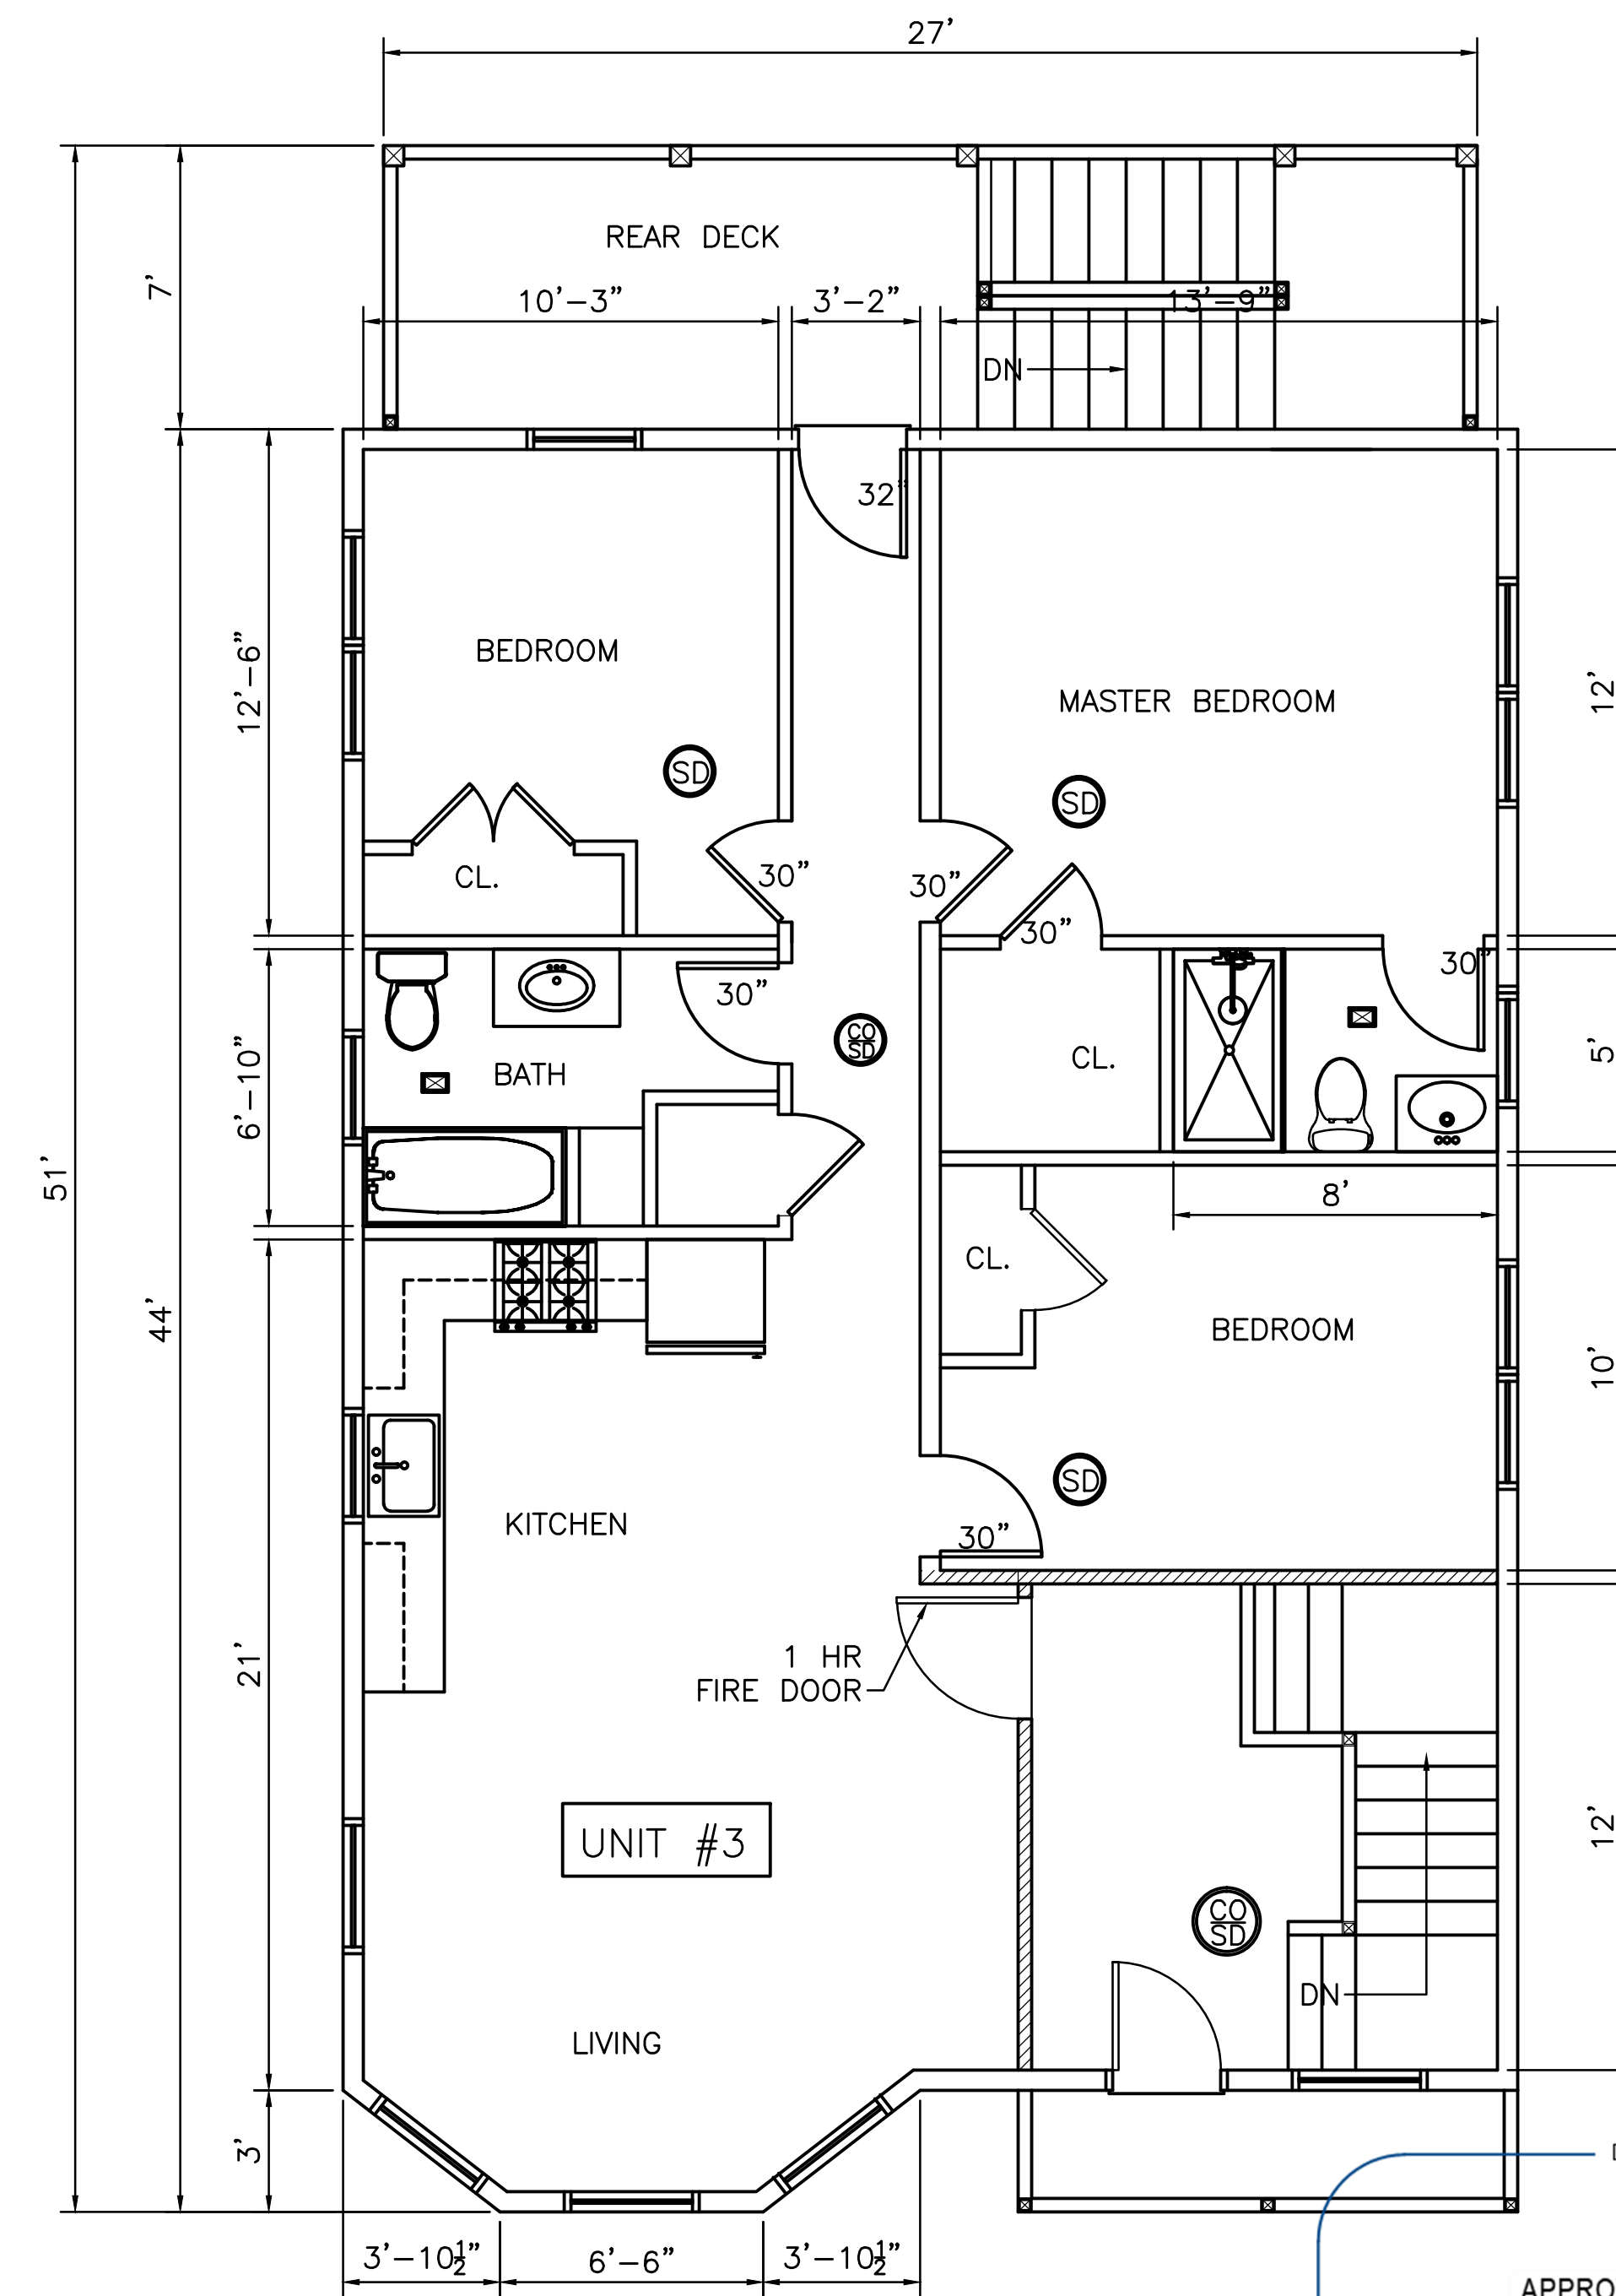 27'
REAR DECK
7'
10'-3"
3'-2"
13'-9"
DN
32"
12'-6"
BEDROOM
MASTER BEDROOM
12'
SD
SD
CL.
30"
30"
30"
30"
30"
CO
SD
BATH
CL.
5'
6'-10"
51'
8'
44'
CL.
BEDROOM
10'
SD
KITCHEN
30"
1 HR
FIRE DOOR
21'
UNIT #3
12'
CO
SD
DN
LIVING
3'
3'-10½"
6'-6"
3'-10½"
APPRO